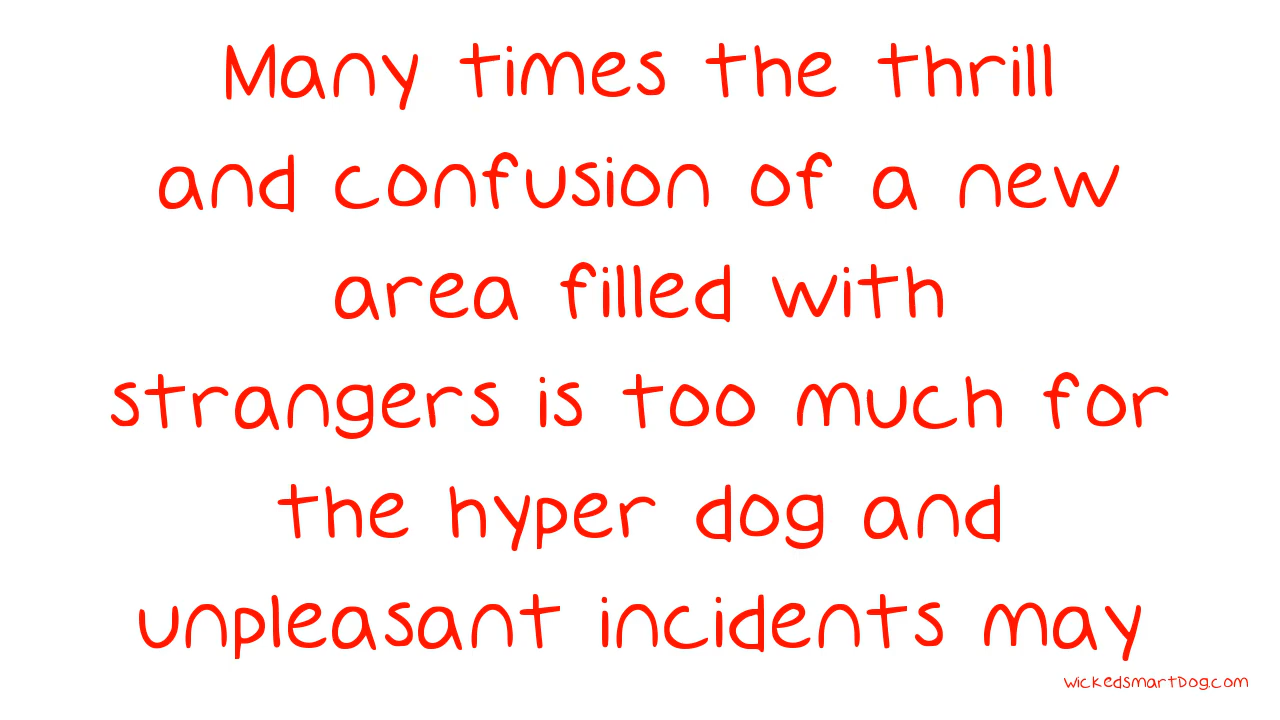 Many times the thrill
and confusion of a new
area filled with
strangers is too much for
the hyper dog and
unpleasant incidents may
wickedsmartDog.com